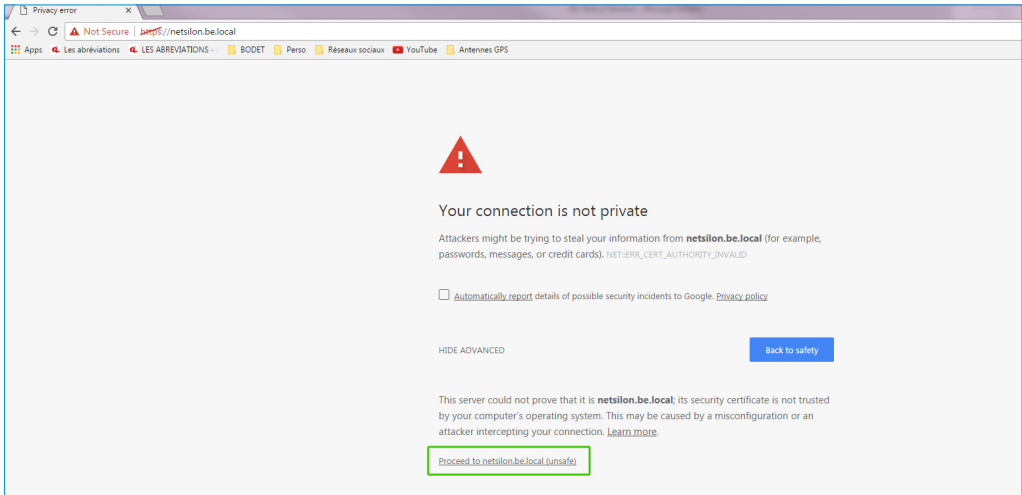 Privacy error
Not Secure | https://netsilon.be.local
Apps Les abréviations LES ABREVIATIONS - BODET Perso Réseaux sociaux YouTube Antennes GPS
Your connection is not private
Attackers might be trying to steal your information from netsilon.be.local (for example,
passwords, messages, or credit cards). NET::ERR_CERT_AUTHORITY_INVALID
Automatically report details of possible security incidents to Google. Privacy policy
HIDE ADVANCED
Back to safety
This server could not prove that it is netsilon.be.local; its security certificate is not trusted
by your computer's operating system. This may be caused by a misconfiguration or an
attacker intercepting your connection. Learn more.
Proceed to netsilon.be.local (unsafe)